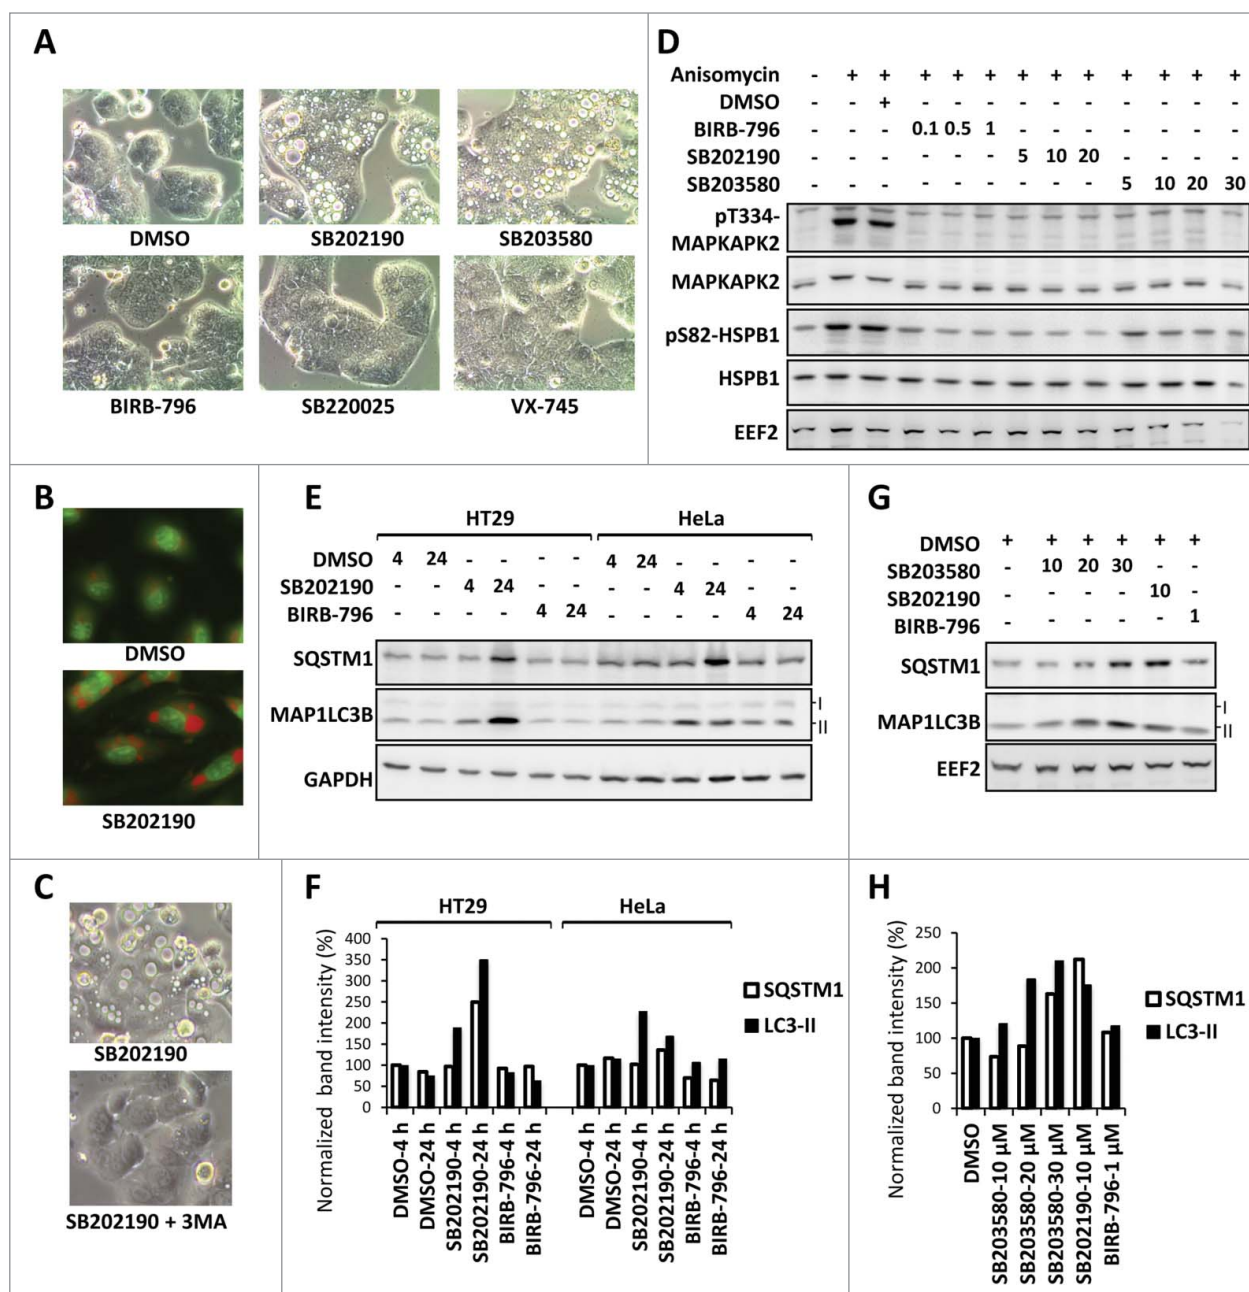 A
DMSO
SB202190
SB203580
BIRB-796
SB220025
VX-745
D
Anisomycin - + + + + + + + + + + + +
DMSO - - + - - - - - - - - - -
BIRB-796 - - - 0.1 0.5 1 - - - - - - -
SB202190 - - - - - - 5 10 20 - - - -
SB203580 - - - - - - - - - 5 10 20 30
pT334-
MAPKAPK2
MAPKAPK2
pS82-HSPB1
HSPB1
EEF2
B
DMSO
SB202190
E
HT29 HeLa
DMSO 4 24 - - - - 4 24 - - - -
SB202190 - - 4 24 - - - - 4 24 - -
BIRB-796 - - - - 4 24 - - - - 4 24
SQSTM1
MAP1LC3B
I
II
GAPDH
G
DMSO + + + + + +
SB203580 - 10 20 30 - -
SB202190 - - - - 10 -
BIRB-796 - - - - - 1
SQSTM1
MAP1LC3B
I
II
EEF2
C
SB202190
SB202190 + 3MA
F
HT29 HeLa
Normalized band intensity (%)
400
350
300
250
200
150
100
50
0
DMSO-4 h
DMSO-24 h
SB202190-4 h
SB202190-24 h
BIRB-796-4 h
BIRB-796-24 h
DMSO-4 h
DMSO-24 h
SB202190-4 h
SB202190-24 h
BIRB-796-4 h
BIRB-796-24 h
SQSTM1
LC3-II
H
Normalized band intensity (%)
250
200
150
100
50
0
DMSO
SB203580-10 µM
SB203580-20 µM
SB203580-30 µM
SB202190-10 µM
BIRB-796-1 µM
SQSTM1
LC3-II